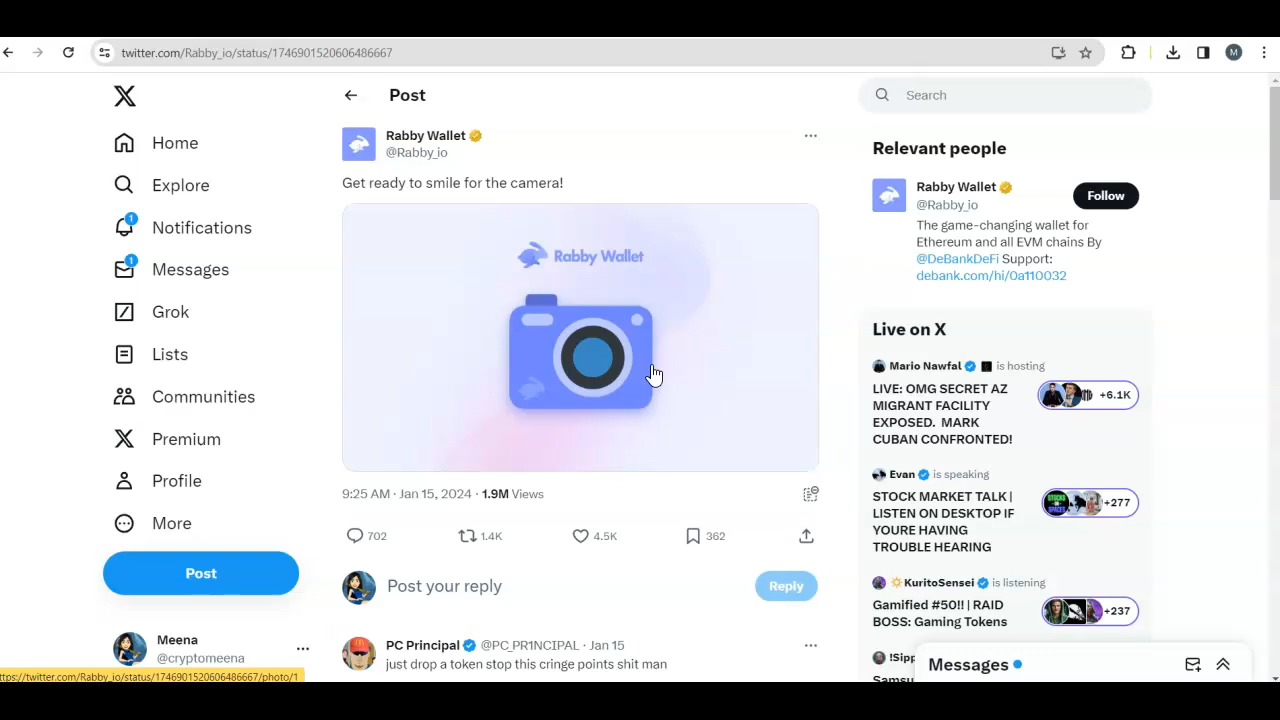 twitter.com/Rabby_io/status/1746901520606486667
M
Home
Explore
1
Notifications
1
Messages
Grok
Lists
Communities
Premium
Profile
More
Post
Meena
@cryptomeena
https://twitter.com/Rabby_io/status/1746901520606486667/photo/1
Post
Rabby Wallet
@Rabby_io
Get ready to smile for the camera!
Rabby Wallet
9:25 AM · Jan 15, 2024 · 1.9M Views
702
1.4K
4.5K
362
Post your reply
Reply
PC Principal @PC_PR1NCIPAL · Jan 15
just drop a token stop this cringe points shit man
Search
Relevant people
Rabby Wallet
@Rabby_io
Follow
The game-changing wallet for
Ethereum and all EVM chains By
@DeBankDeFi Support:
debank.com/hi/0a110032
Live on X
Mario Nawfal is hosting
LIVE: OMG SECRET AZ
MIGRANT FACILITY
EXPOSED. MARK
CUBAN CONFRONTED!
+6.1K
Evan is speaking
STOCK MARKET TALK |
LISTEN ON DESKTOP IF
YOURE HAVING
TROUBLE HEARING
+277
KuritoSensei is listening
Gamified #50!! | RAID
BOSS: Gaming Tokens
+237
Messages